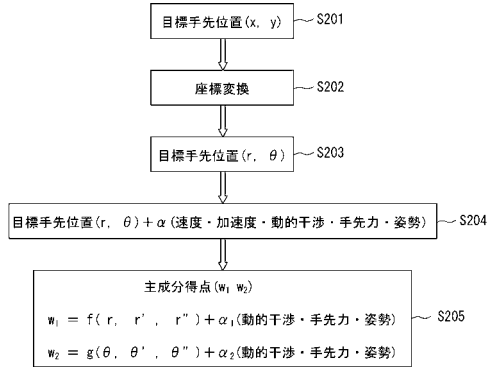 目標手先位置(x, y)
S201
座標変換
S202
目標手先位置(r, θ)
S203
目標手先位置(r, θ)+α(速度・加速度・動的干渉・手先力・姿勢)
S204
主成分得点(w₁ w₂)
w₁ = f( r, r', r")+α₁(動的干渉・手先力・姿勢)
S205
w₂ = g(θ, θ', θ")+α₂(動的干渉・手先力・姿勢)